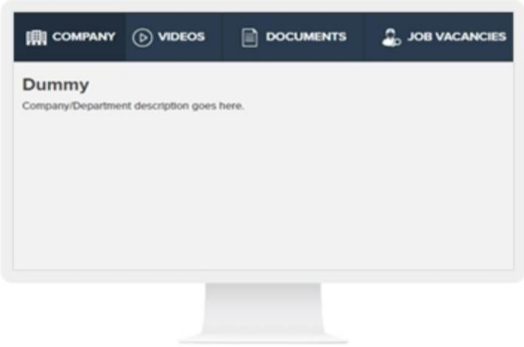 COMPANY VIDEOS DOCUMENTS JOB VACANCIES
Dummy
Company/Department description goes here.